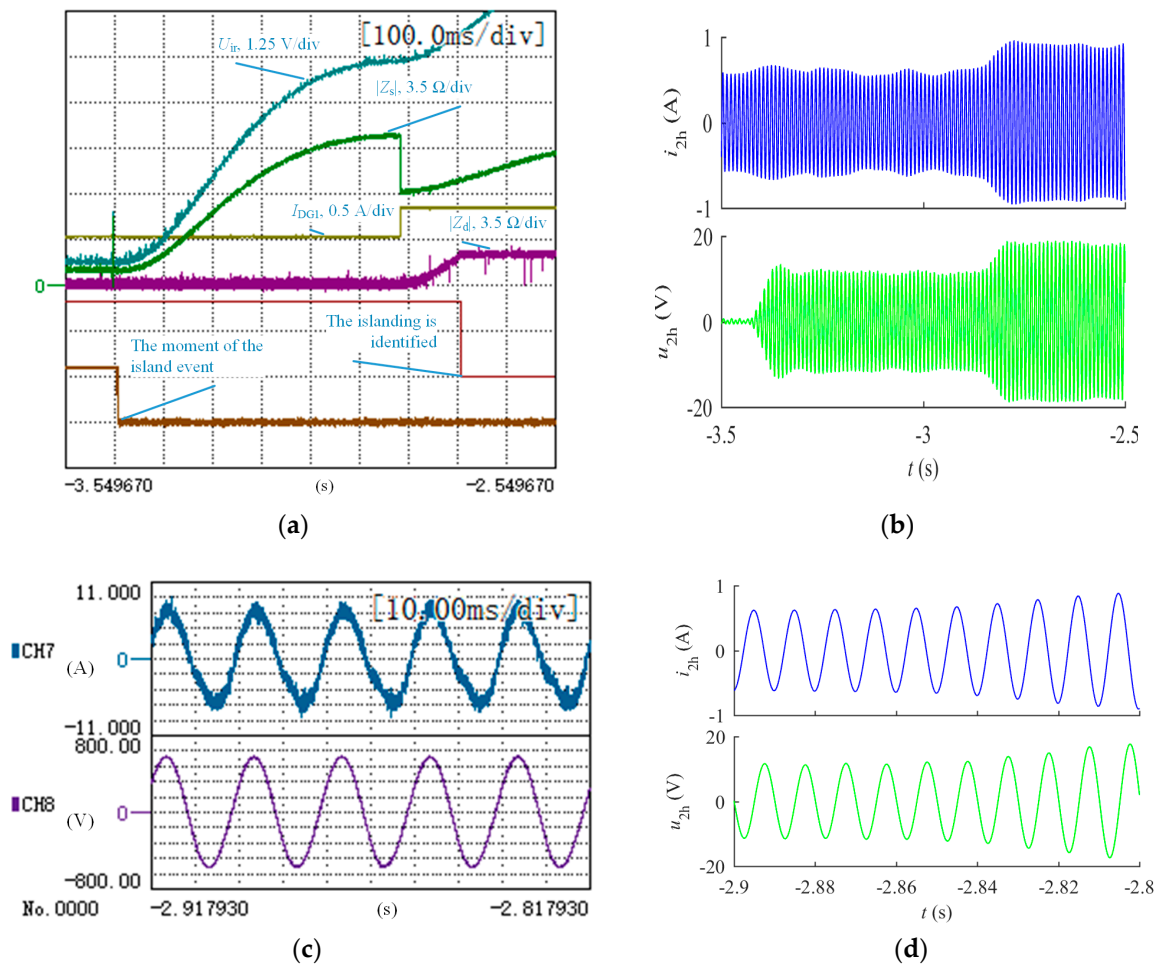 [100.0ms/div]
Uir, 1.25 V/div
|Zs|, 3.5 Ω/div
IDG1, 0.5 A/div
|Zd|, 3.5 Ω/div
0
The islanding is
identified
The moment of the
island event
-3.549670
(s)
-2.549670
(a)
1
0
1
i2h (A)
20
0
-20
u2h (V)
-3.5
-3
-2.5
t (s)
(b)
[10.00ms/div]
11.000
CH7
(A)
0
-11.000
800.00
CH8
(V)
0
-800.00
No.0000
-2.917930
(s)
-2.817930
(c)
1
0
-1
i2h (A)
20
0
-20
u2h (V)
-2.9
-2.88
-2.86
-2.84
-2.82
-2.8
t (s)
(d)